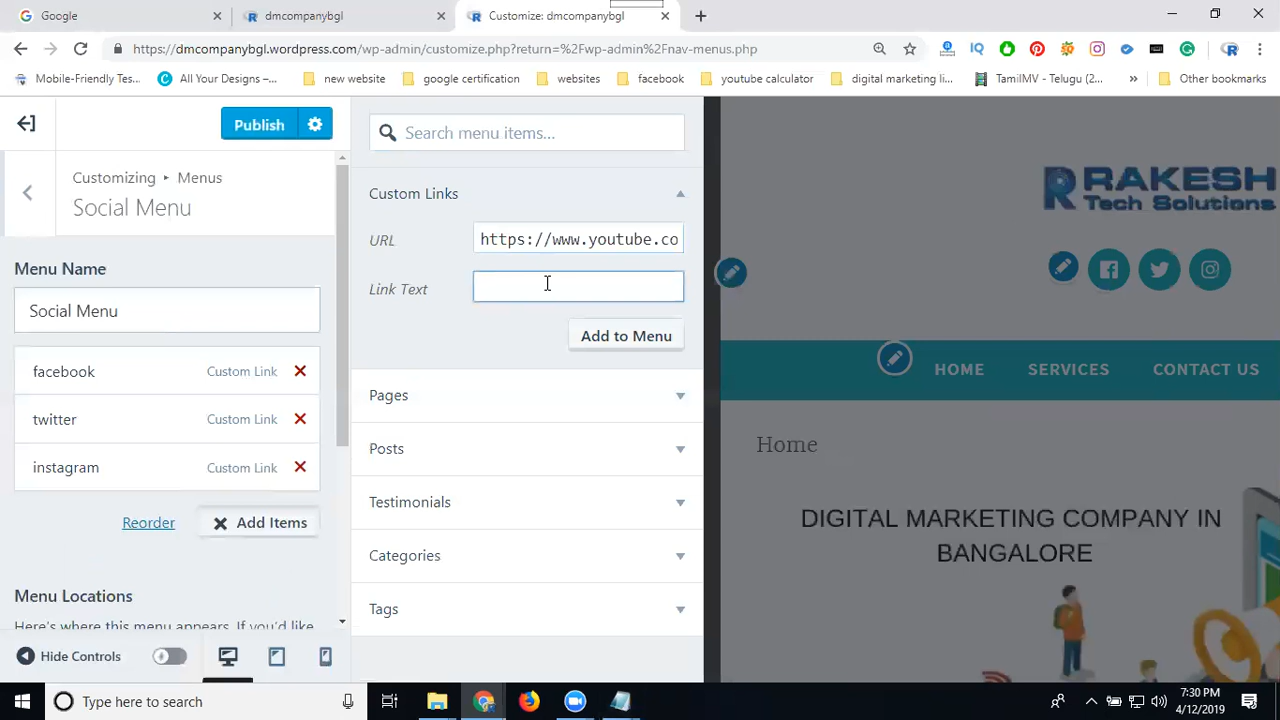 Google
dmcompanybgl
Customize: dmcompanybgl
https://dmcompanybgl.wordpress.com/wp-admin/customize.php?return=%2Fwp-admin%2Fnav-menus.php
Mobile-Friendly Tes...
All Your Designs –...
new website
google certification
websites
facebook
youtube calculator
digital marketing li...
TamilMV - Telugu (2...
Other bookmarks
Publish
Customizing ▸ Menus
Social Menu
Menu Name
Social Menu
facebook Custom Link
twitter Custom Link
instagram Custom Link
Reorder
Add Items
Menu Locations
Here's where this menu appears. If you'd like
Hide Controls
Search menu items...
Custom Links
URL https://www.youtube.co
Link Text
Add to Menu
Pages
Posts
Testimonials
Categories
Tags
RAKESH
Tech Solutions
HOME SERVICES CONTACT US
Home
DIGITAL MARKETING COMPANY IN
BANGALORE
Type here to search
7:30 PM
4/12/2019